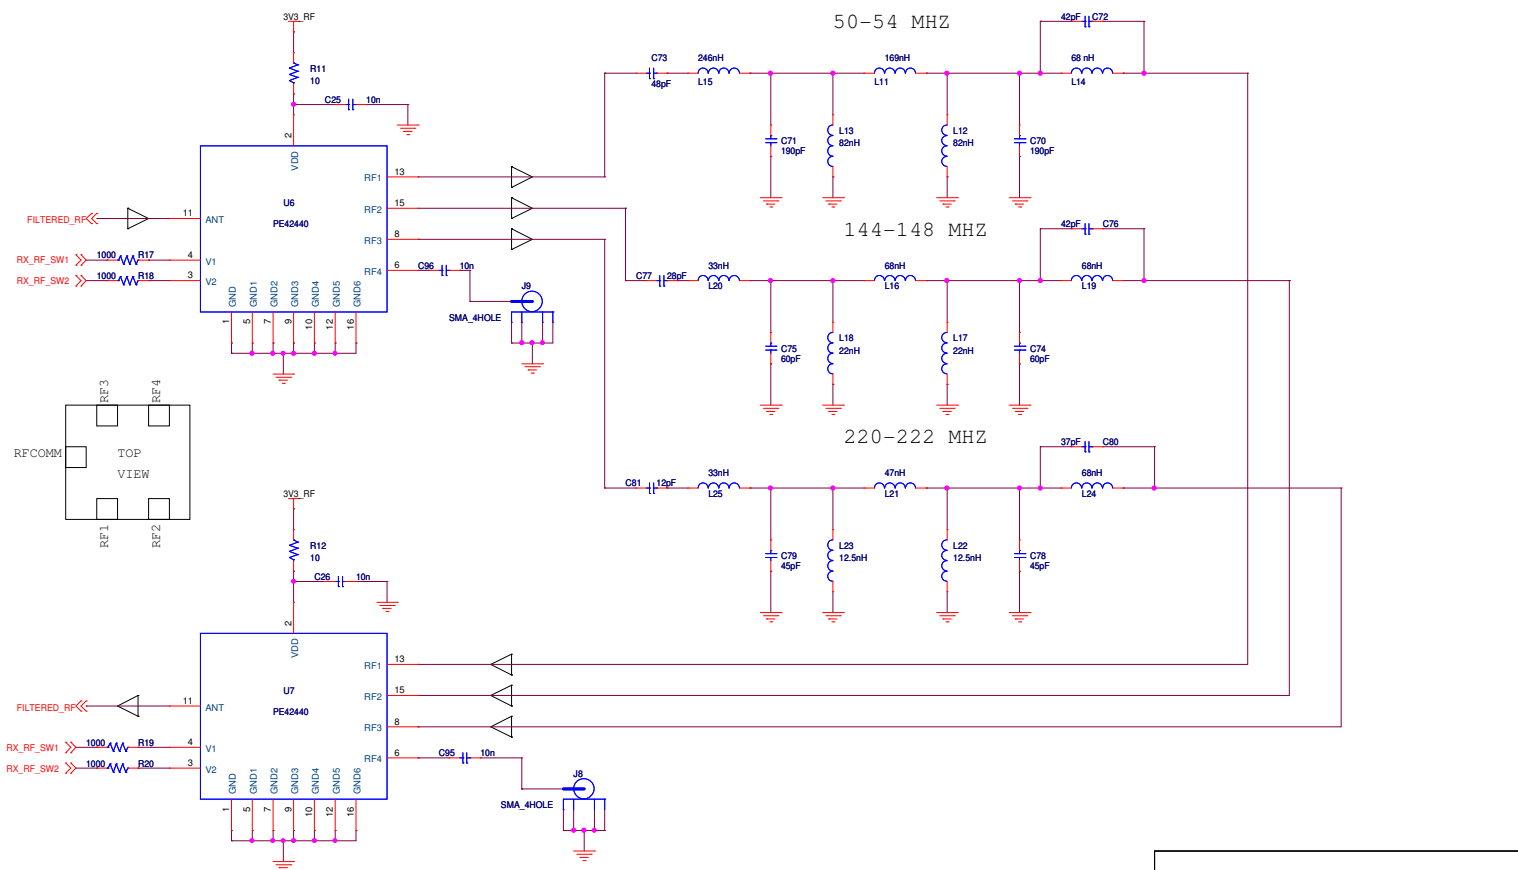 50-54 MHZ
3V3_RF
R11
10
C25
10n
2
VDD
U6
PE42440
FILTERED_RF
11
ANT
RX_RF_SW1
1000
R17
4
V1
RX_RF_SW2
1000
R18
3
V2
RF1
13
RF2
15
RF3
8
RF4
6
C96
10n
GND
GND1
GND2
GND3
GND4
GND5
GND6
1
5
7
9
10
12
16
J9
SMA_4HOLE
C73
48pF
246nH
L15
169nH
L11
42pF
C72
68 nH
L14
C71
190pF
L13
82nH
L12
82nH
C70
190pF
144-148 MHZ
C77
28pF
33nH
L20
68nH
L16
42pF
C76
68nH
L19
C75
60pF
L18
22nH
L17
22nH
C74
60pF
220-222 MHZ
C81
12pF
33nH
L25
47nH
L21
37pF
C80
68nH
L24
C79
45pF
L23
12.5nH
L22
12.5nH
C78
45pF
RF3
RF4
RFCOMM
TOP
VIEW
RF1
RF2
3V3_RF
R12
10
C26
10n
2
VDD
U7
PE42440
FILTERED_RF
11
ANT
RX_RF_SW1
1000
R19
4
V1
RX_RF_SW2
1000
R20
3
V2
RF1
13
RF2
15
RF3
8
RF4
6
C95
10n
GND
GND1
GND2
GND3
GND4
GND5
GND6
1
5
7
9
10
12
16
J8
SMA_4HOLE